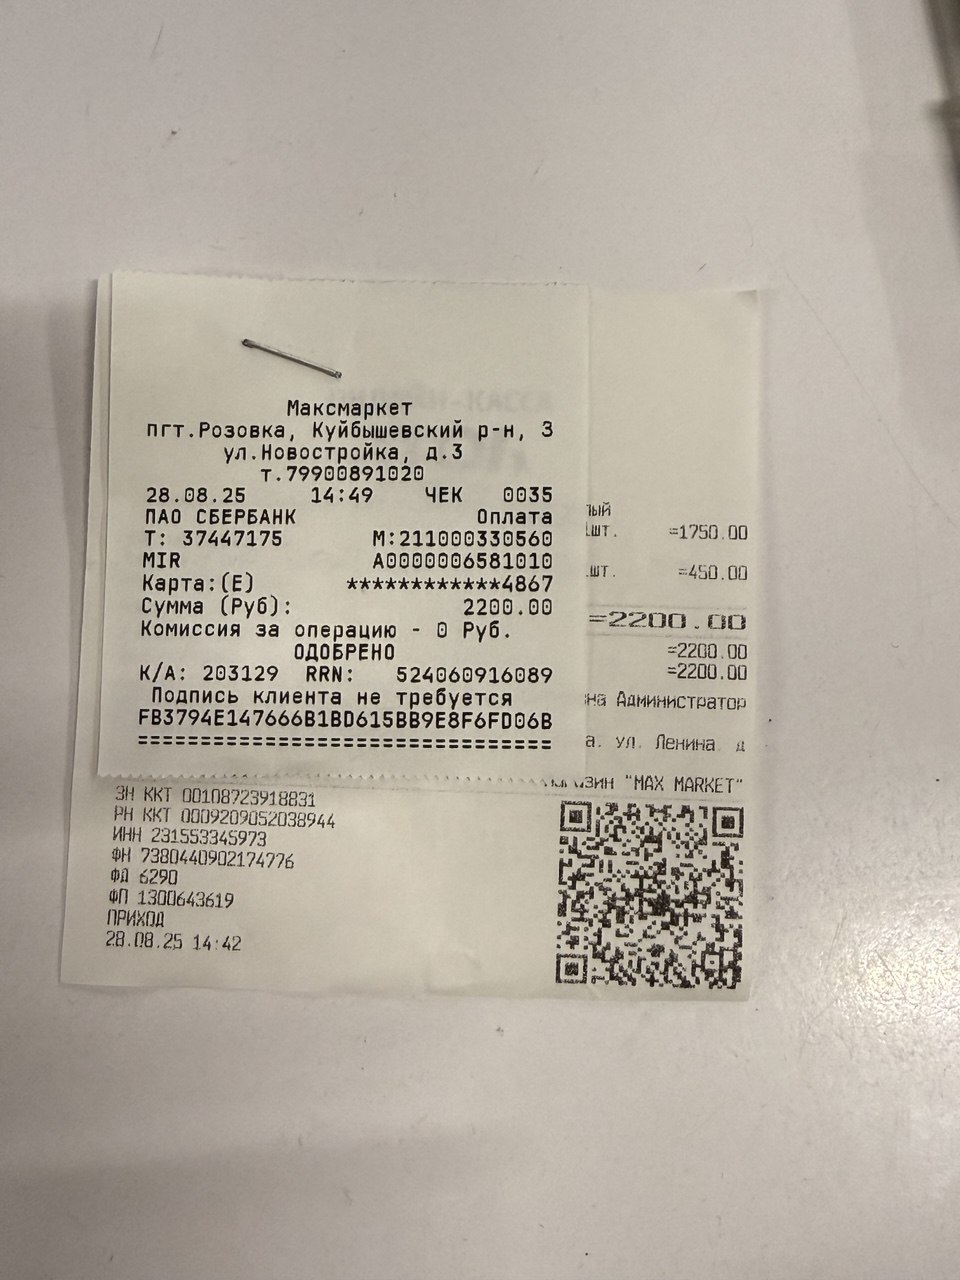 Максмаркет
пгт.Розовка, Куйбышевский р-н, З
ул.Новостройка, д.3
т.79900891020
28.08.25 14:49 ЧЕК 0035
ПАО СБЕРБАНК Оплата
Т: 37447175 М:211000330560
MIR A0000006581010
Карта:(E) ************4867
Сумма (Руб): 2200.00
Комиссия за операцию - 0 Руб.
ОДОБРЕНО
К/А: 203129 RRN: 524060916089
Подпись клиента не требуется
FB3794E147666B1BD615BB9E8F6FD06B
================================
ЫЙ
ШТ. =1750.00
ШТ. =450.00
=2200.00
=2200.00
=2200.00
на Администратор
а. ул. Ленина д
"MAX MARKET"
ЗН ККТ 00108723918831
РН ККТ 0009209052038944
ИНН 231553345973
ФН 7380440902174776
ФД 6290
ФП 1300643619
ПРИХОД
28.08.25 14:42